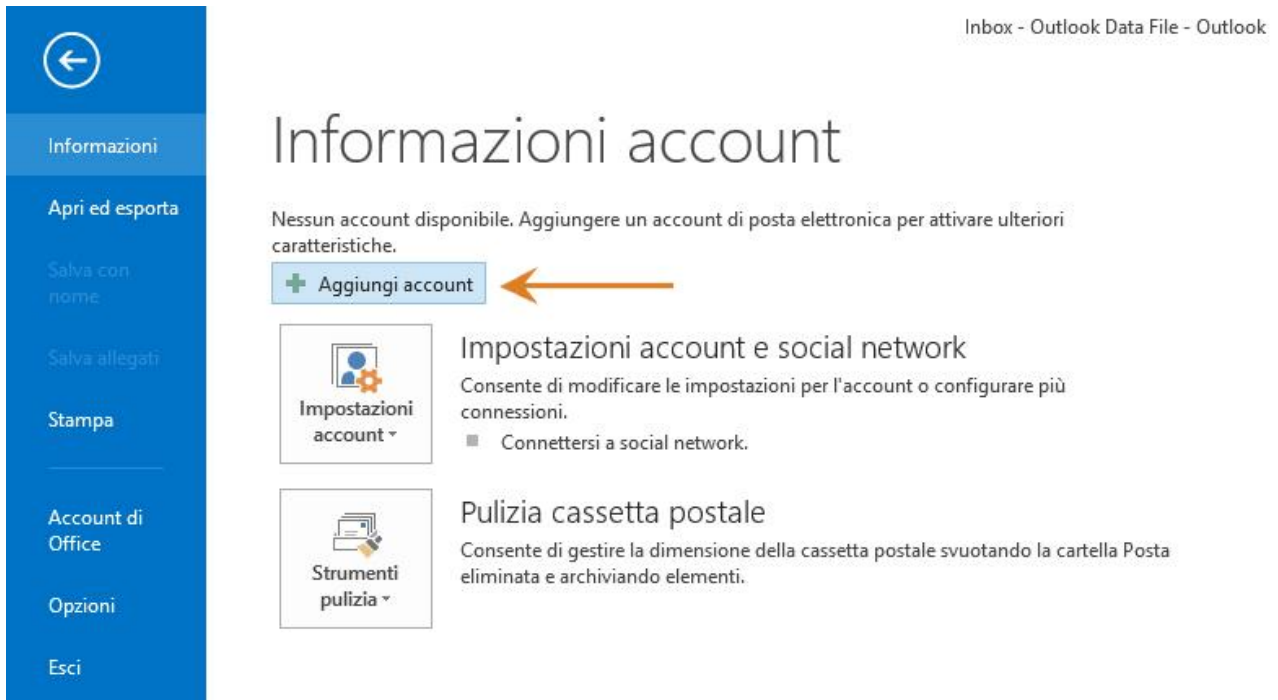 Inbox - Outlook Data File - Outlook
Informazioni
Apri ed esporta
Salva con
nome
Salva allegati
Stampa
Account di
Office
Opzioni
Esci
Informazioni account
Nessun account disponibile. Aggiungere un account di posta elettronica per attivare ulteriori
caratteristiche.
Aggiungi account
Impostazioni
account
Impostazioni account e social network
Consente di modificare le impostazioni per l'account o configurare più
connessioni.
Connettersi a social network.
Strumenti
pulizia
Pulizia cassetta postale
Consente di gestire la dimensione della cassetta postale svuotando la cartella Posta
eliminata e archiviando elementi.